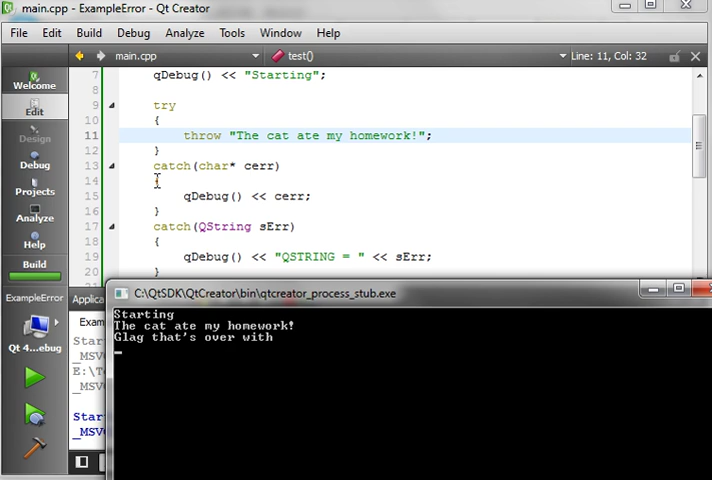 main.cpp - ExampleError - Qt Creator
File Edit Build Debug Analyze Tools Window Help
main.cpp test() Line: 11, Col: 32
Welcome
Edit
Design
Debug
Projects
Analyze
Help
Build
ExampleError
Qt 4...ebug
7 qDebug() << "Starting";
8
9 try
10 {
11 throw "The cat ate my homework!";
12 }
13 catch(char* cerr)
14 {
15 qDebug() << cerr;
16 }
17 catch(QString sErr)
18 {
19 qDebug() << "QSTRING = " << sErr;
20 }
Applica
Exam
Star
_MSV
E:\T
_MSV
Star
_MSV
C:\QtSDK\QtCreator\bin\qtcreator_process_stub.exe
Starting
The cat ate my homework!
Glag that's over with